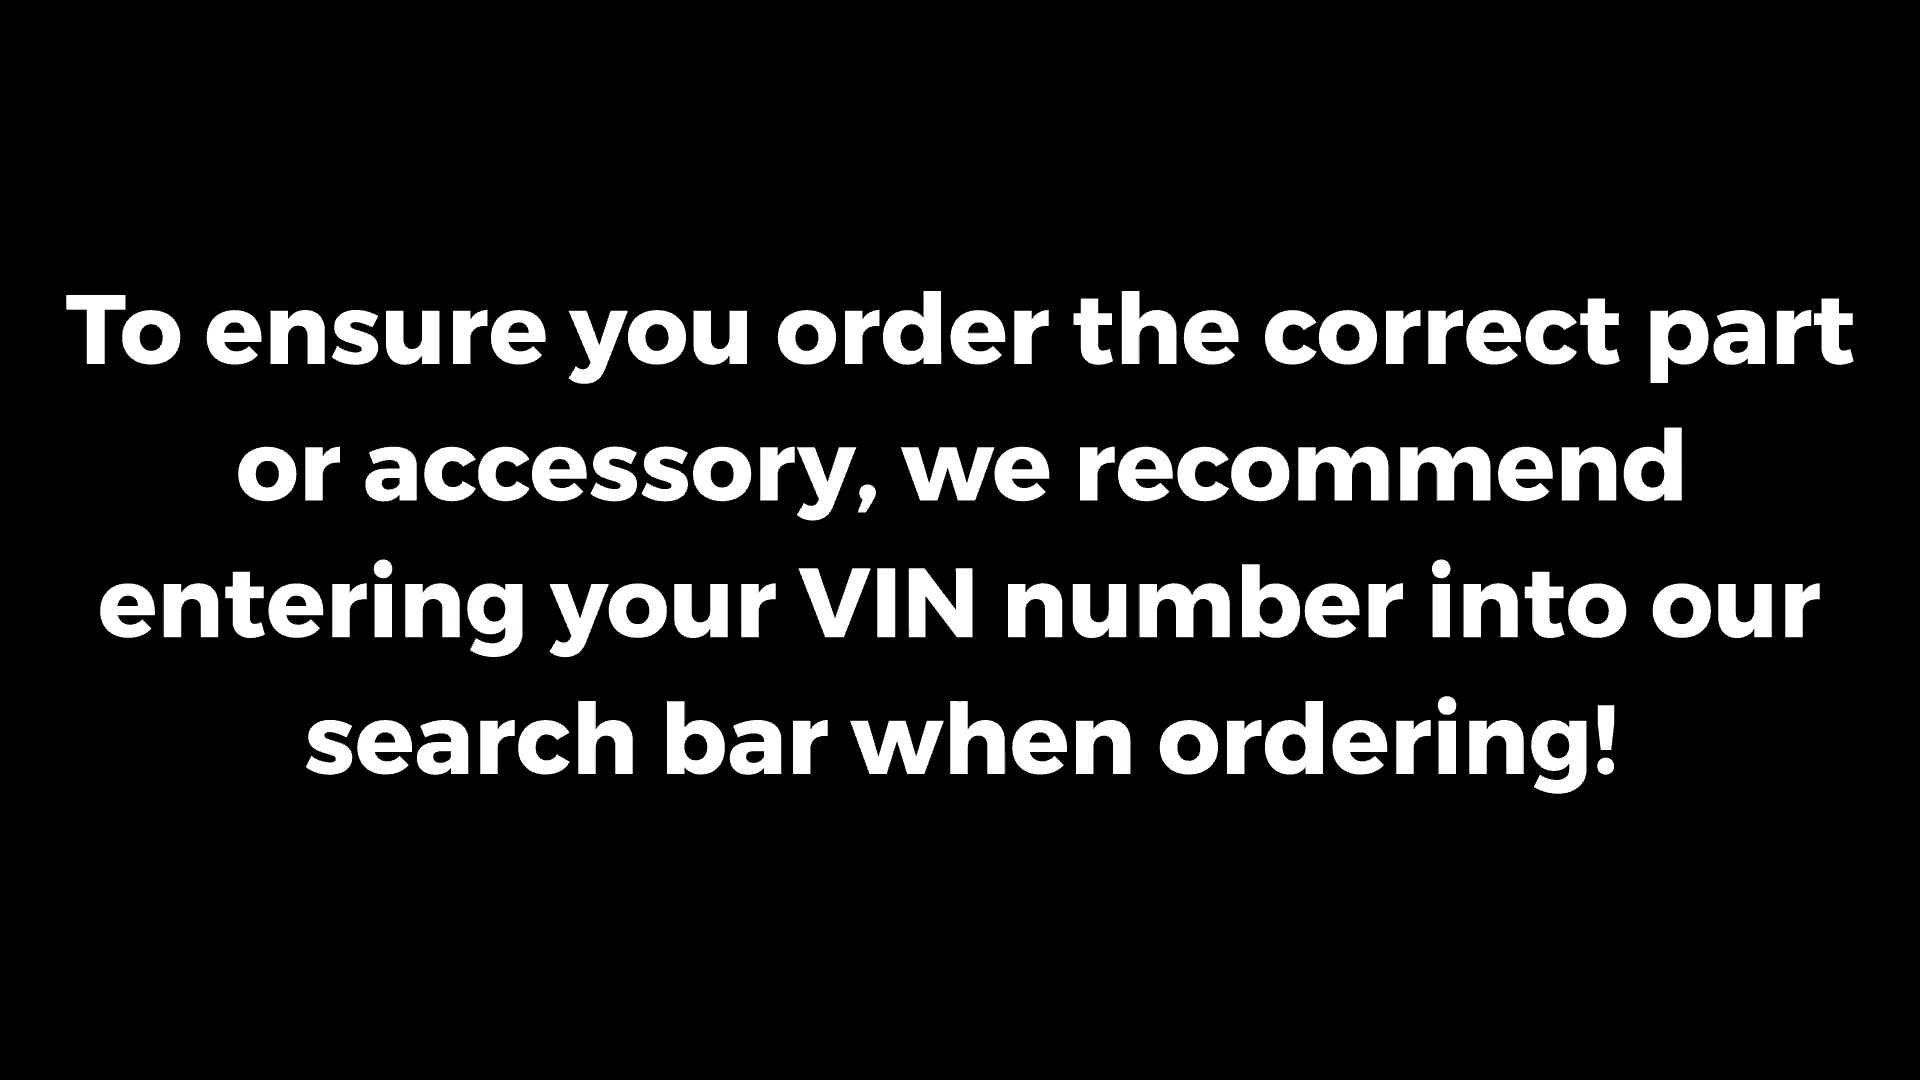 To ensure you order the correct part
or accessory, we recommend
entering your VIN number into our
search bar when ordering!